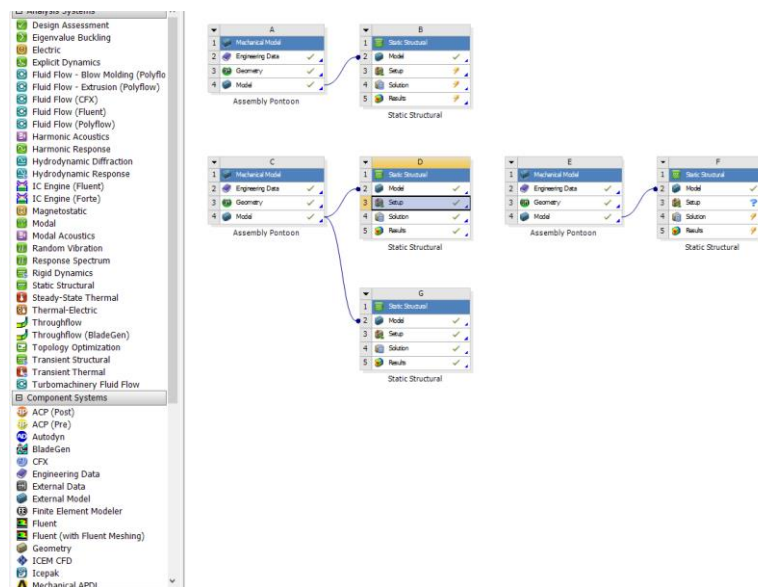 Analysis Systems
Design Assessment
Eigenvalue Buckling
Electric
Explicit Dynamics
Fluid Flow - Blow Molding (Polyflo
Fluid Flow - Extrusion (Polyflow)
Fluid Flow (CFX)
Fluid Flow (Fluent)
Fluid Flow (Polyflow)
Harmonic Acoustics
Harmonic Response
Hydrodynamic Diffraction
Hydrodynamic Response
IC Engine (Fluent)
IC Engine (Forte)
Magnetostatic
Modal
Modal Acoustics
Random Vibration
Response Spectrum
Rigid Dynamics
Static Structural
Steady-State Thermal
Thermal-Electric
Throughflow
Throughflow (BladeGen)
Topology Optimization
Transient Structural
Transient Thermal
Turbomachinery Fluid Flow
Component Systems
ACP (Post)
ACP (Pre)
Autodyn
BladeGen
CFX
Engineering Data
External Data
External Model
Finite Element Modeler
Fluent
Fluent (with Fluent Meshing)
Geometry
ICEM CFD
Icepak
Mechanical APDL
A
1 Mechanical Model
2 Engineering Data
3 Geometry
4 Model
Assembly Pontoon
B
1 Static Structural
2 Model
3 Setup
4 Solution
5 Results
Static Structural
C
1 Mechanical Model
2 Engineering Data
3 Geometry
4 Model
Assembly Pontoon
D
1 Static Structural
2 Model
3 Setup
4 Solution
5 Results
Static Structural
E
1 Mechanical Model
2 Engineering Data
3 Geometry
4 Model
Assembly Pontoon
F
1 Static Structural
2 Model
3 Setup ?
4 Solution
5 Results
Static Structural
G
1 Static Structural
2 Model
3 Setup
4 Solution
5 Results
Static Structural